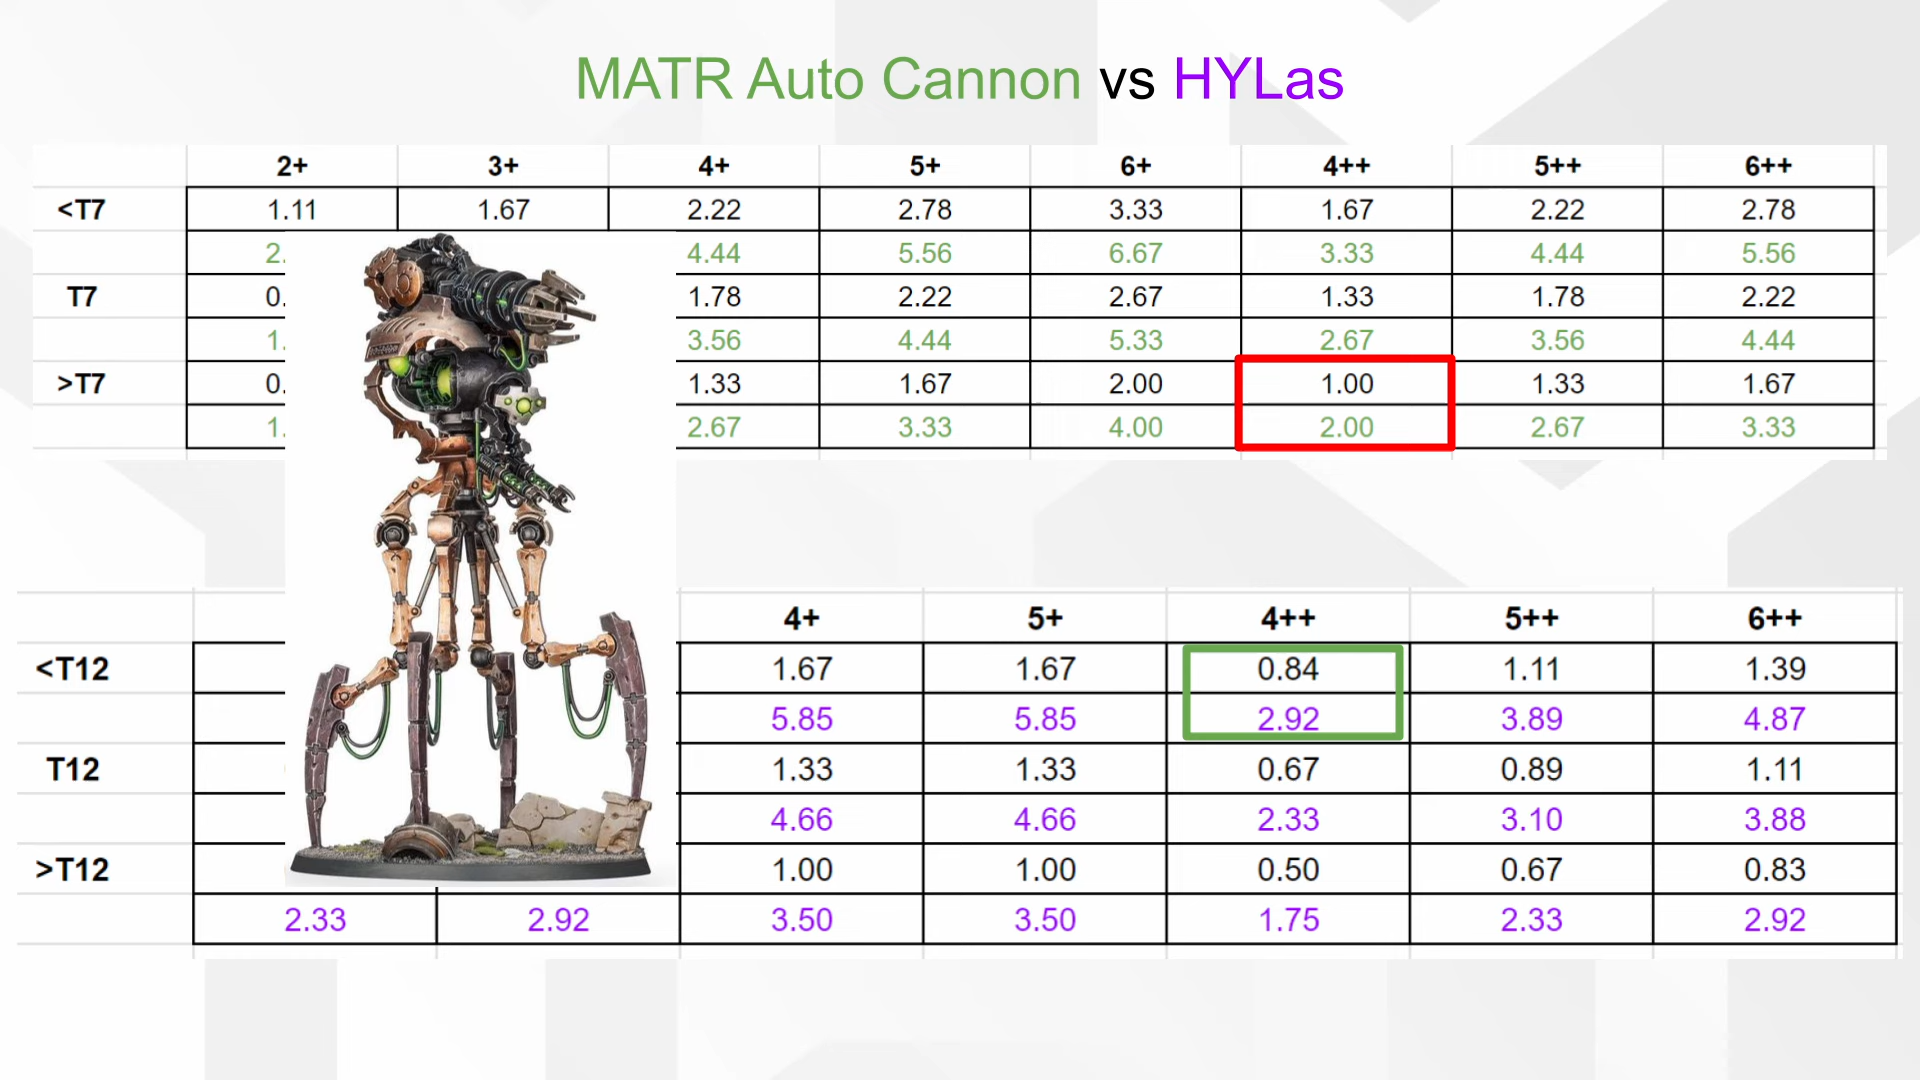 MATR Auto Cannon vs HYLas
2+ 3+ 4+ 5+ 6+ 4++ 5++ 6++
<T7 1.11 1.67 2.22 2.78 3.33 1.67 2.22 2.78
2. 4.44 5.56 6.67 3.33 4.44 5.56
T7 0. 1.78 2.22 2.67 1.33 1.78 2.22
1. 3.56 4.44 5.33 2.67 3.56 4.44
>T7 0. 1.33 1.67 2.00 1.00 1.33 1.67
1. 2.67 3.33 4.00 2.00 2.67 3.33
4+ 5+ 4++ 5++ 6++
<T12 1.67 1.67 0.84 1.11 1.39
5.85 5.85 2.92 3.89 4.87
T12 1.33 1.33 0.67 0.89 1.11
4.66 4.66 2.33 3.10 3.88
>T12 1.00 1.00 0.50 0.67 0.83
2.33 2.92 3.50 3.50 1.75 2.33 2.92